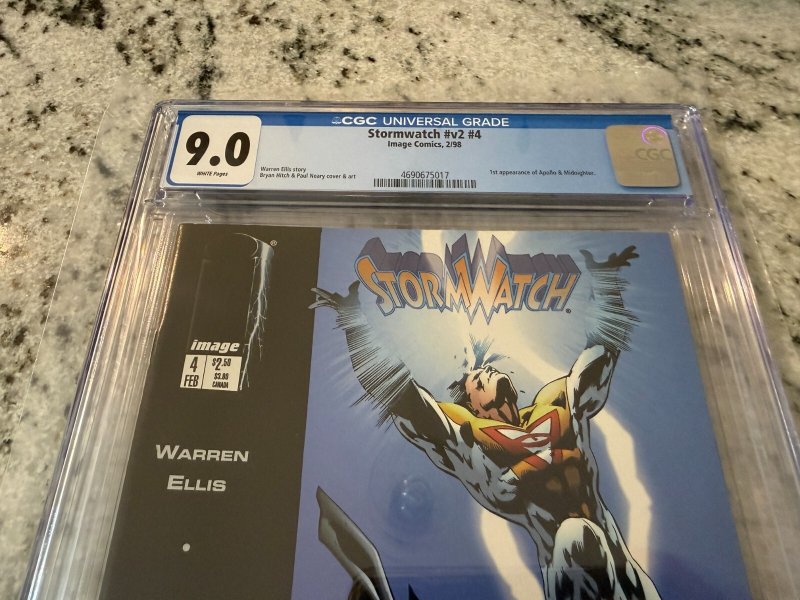 CGC UNIVERSAL GRADE
9.0
WHITE Pages
Stormwatch #v2 #4
Image Comics, 2/98
Warren Ellis story
Bryan Hitch & Paul Neary cover & art
4690675017
1st appearance of Apollo & Midnighter.
CGC
STORMWATCH
®
®
image
4
FEB
$2.50
$3.80
CANADA
WARREN
ELLIS